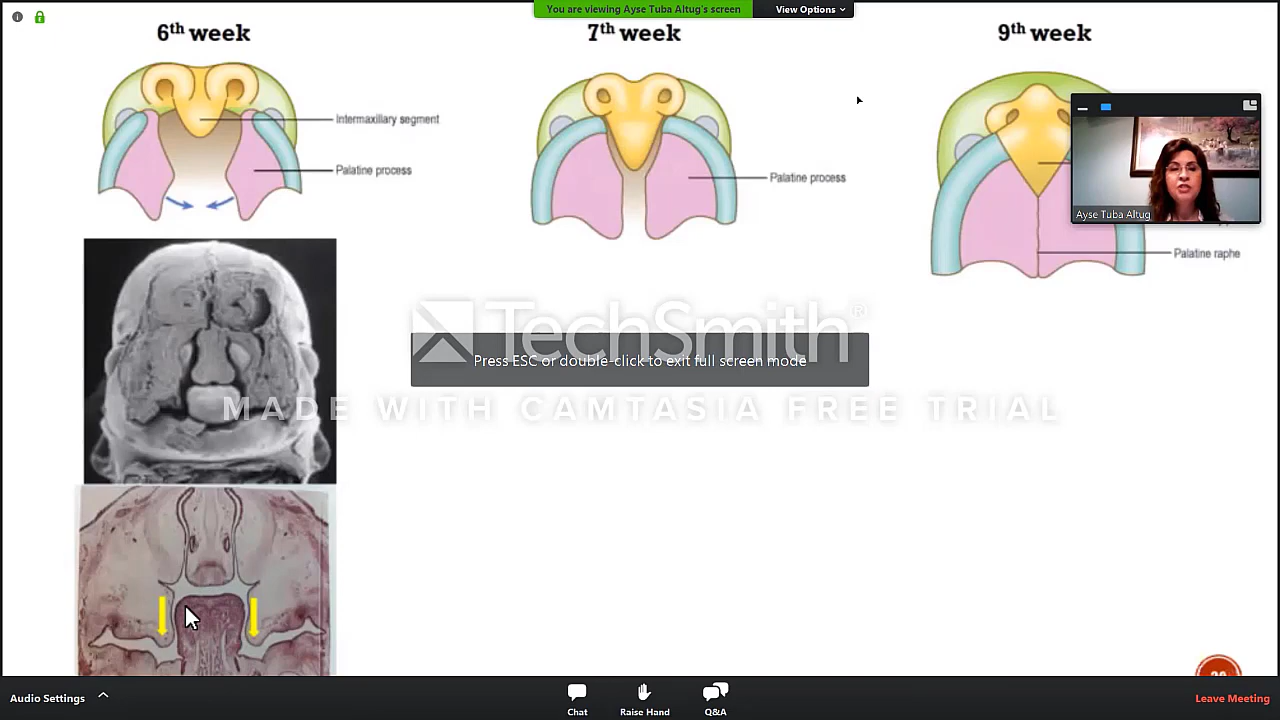 You are viewing Ayse Tuba Altug's screen
View Options
6th week
7th week
9th week
Intermaxillary segment
Palatine process
Palatine process
Ayse Tuba Altug
Palatine raphe
TechSmith®
Press ESC or double-click to exit full screen mode
MADE WITH CAMTASIA FREE TRIAL
Audio Settings
Chat
Raise Hand
Q&A
Leave Meeting